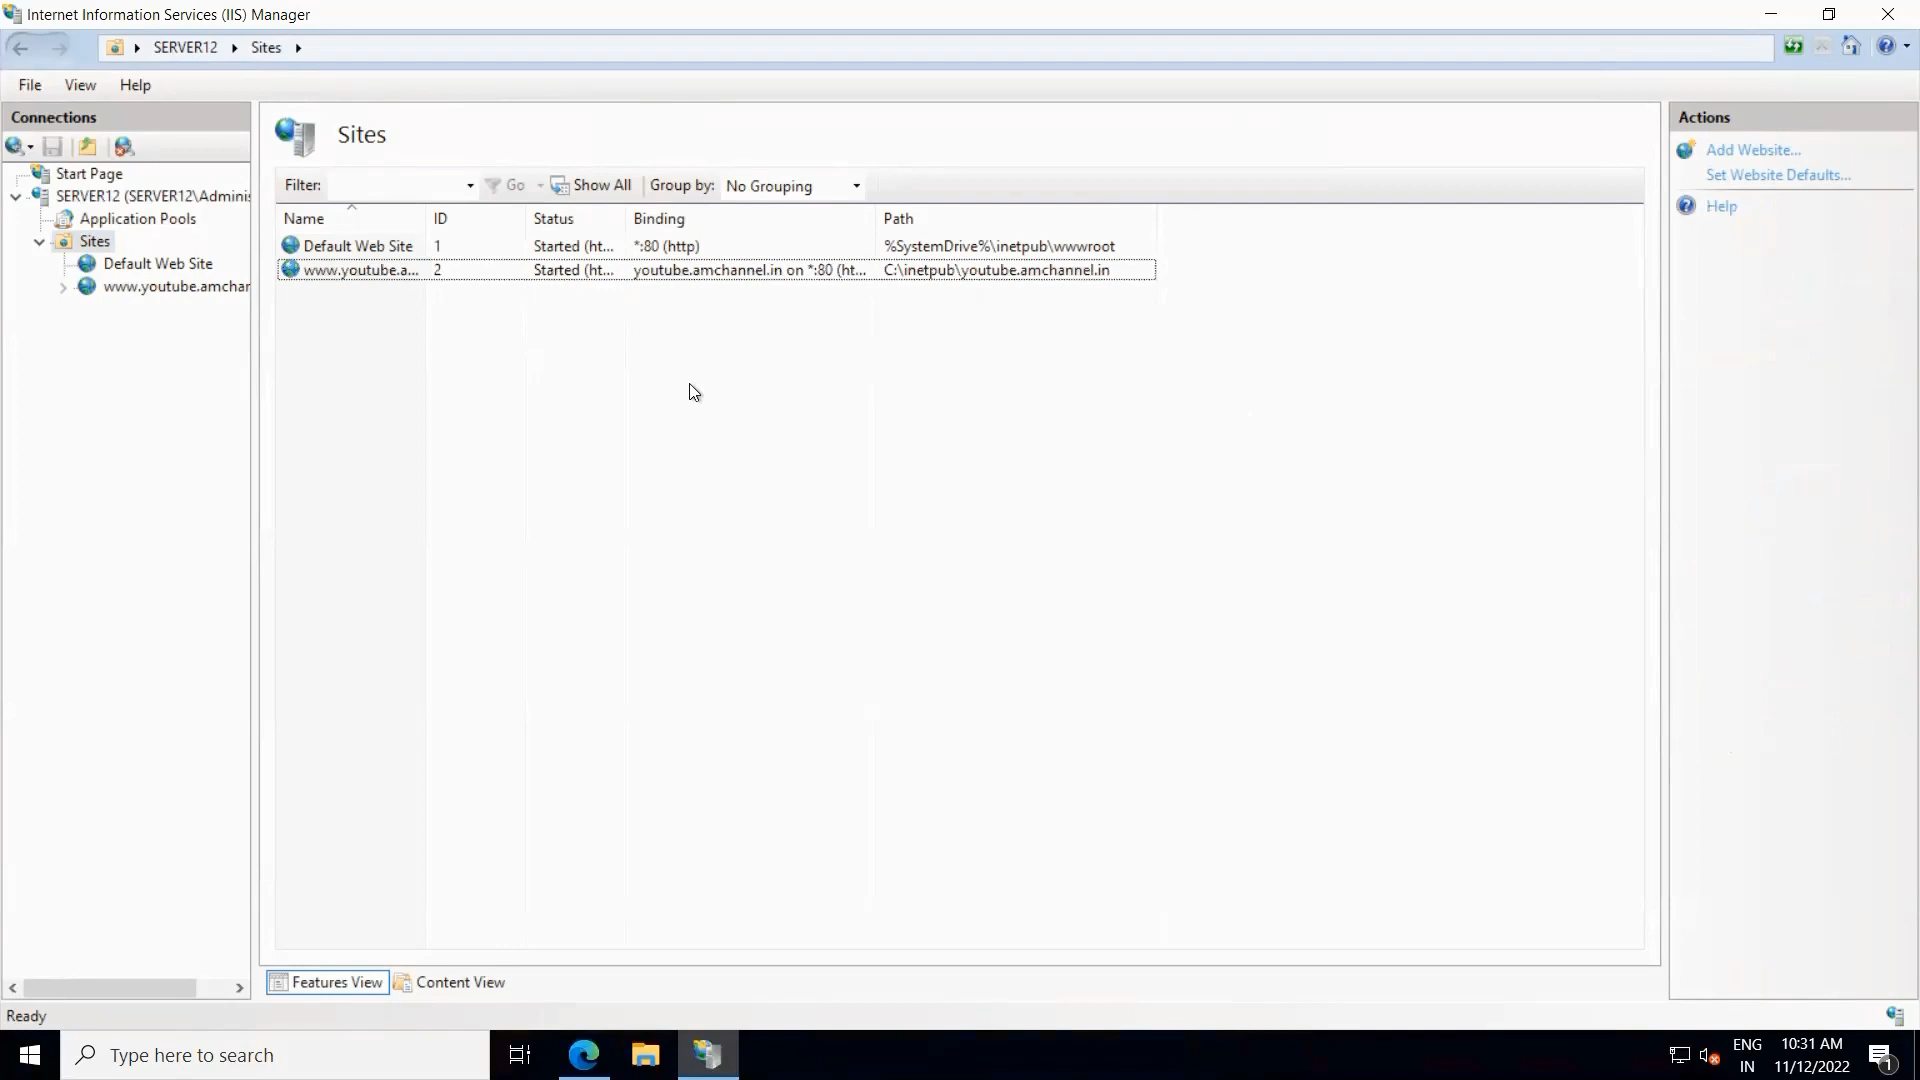 Internet Information Services (IIS) Manager
SERVER12 Sites
File View Help
Connections
Start Page
SERVER12 (SERVER12\Adminis
Application Pools
Sites
Default Web Site
www.youtube.amchar
Sites
Filter: Go Show All Group by: No Grouping
Name ID Status Binding Path
Default Web Site 1 Started (ht... *:80 (http) %SystemDrive%\inetpub\wwwroot
www.youtube.a... 2 Started (ht... youtube.amchannel.in on *:80 (ht... C:\inetpub\youtube.amchannel.in
Features View Content View
Actions
Add Website...
Set Website Defaults...
Help
Ready
Type here to search
ENG
IN
10:31 AM
11/12/2022
1